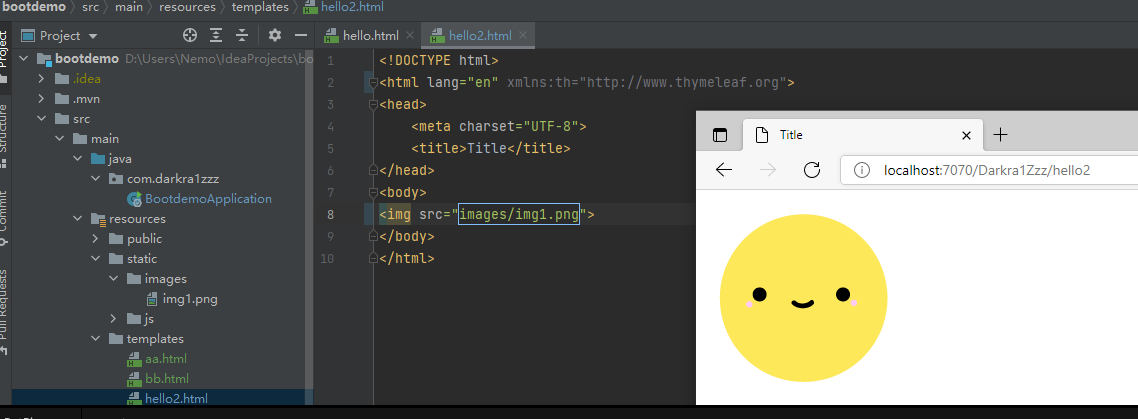 bootdemo > src > main > resources > templates > hello2.html
Project
hello.html
hello2.html
Project
Structure
Commit
Pull Requests
bootdemo D:\Users\Nemo\IdeaProjects\bo
.idea
.mvn
src
main
java
com.darkra1zzz
BootdemoApplication
resources
public
static
images
img1.png
js
templates
aa.html
bb.html
hello2.html
1 <!DOCTYPE html>
2 <html lang="en" xmlns:th="http://www.thymeleaf.org">
3 <head>
4 <meta charset="UTF-8">
5 <title>Title</title>
6 </head>
7 <body>
8 <img src="images/img1.png">
9 </body>
10 </html>
Title
localhost:7070/Darkra1Zzz/hello2